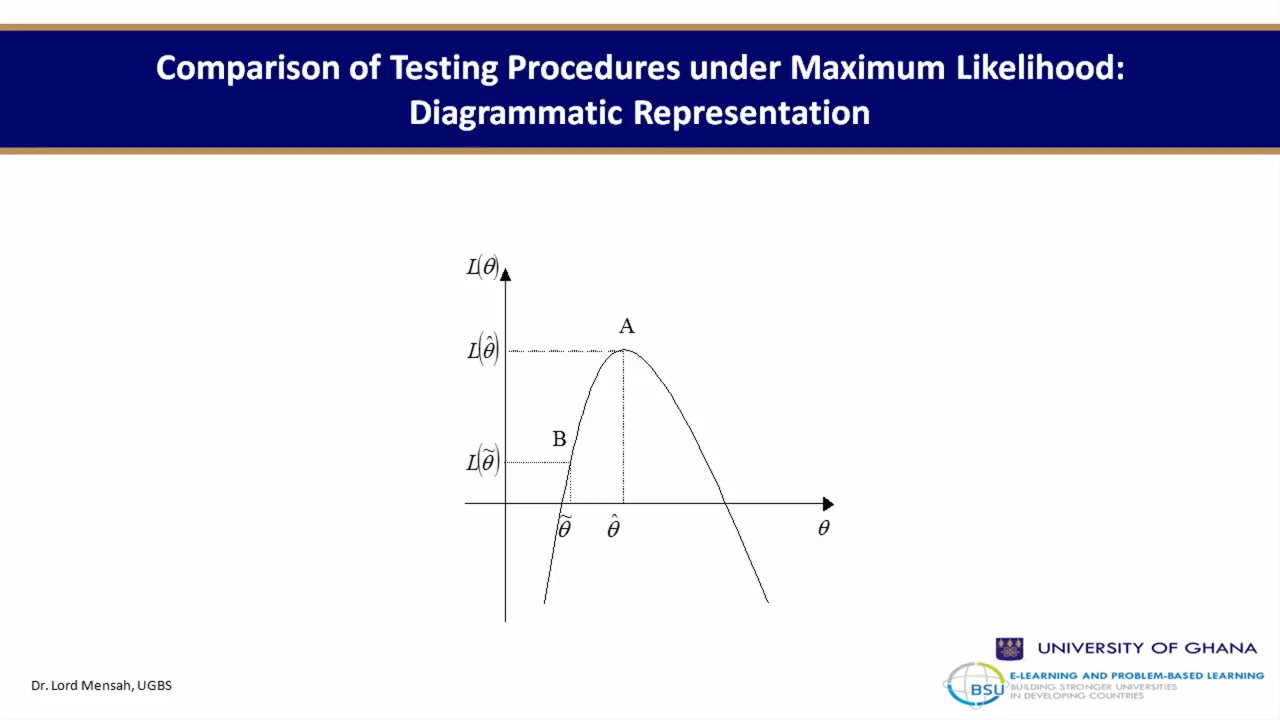 Comparison of Testing Procedures under Maximum Likelihood:
Diagrammatic Representation
L(θ)
A
L(θ̂)
B
L(θ̃)
θ̃
θ̂
θ
UNIVERSITY OF GHANA
Dr. Lord Mensah, UGBS
BSU
E-LEARNING AND PROBLEM-BASED LEARNING
BUILDING STRONGER UNIVERSITIES
IN DEVELOPING COUNTRIES